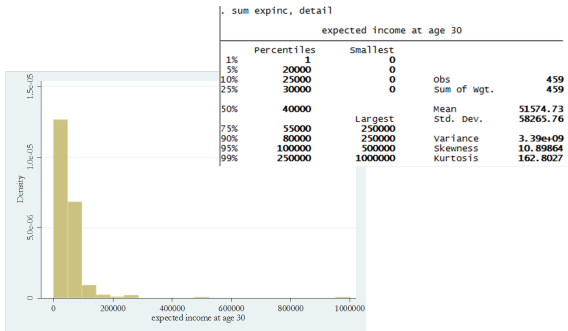 . sum expinc, detail
expected income at age 30
Percentiles Smallest
1% 1 0
5% 20000 0
10% 25000 0 Obs 459
25% 30000 0 Sum of Wgt. 459
50% 40000 Mean 51574.73
Largest Std. Dev. 58265.76
75% 55000 250000
90% 80000 250000 Variance 3.39e+09
95% 100000 500000 Skewness 10.89864
99% 250000 1000000 Kurtosis 162.8027
1.5e-05
1.0e-05
Density
5.0e-06
0
0 200000 400000 600000 800000 1000000
expected income at age 30